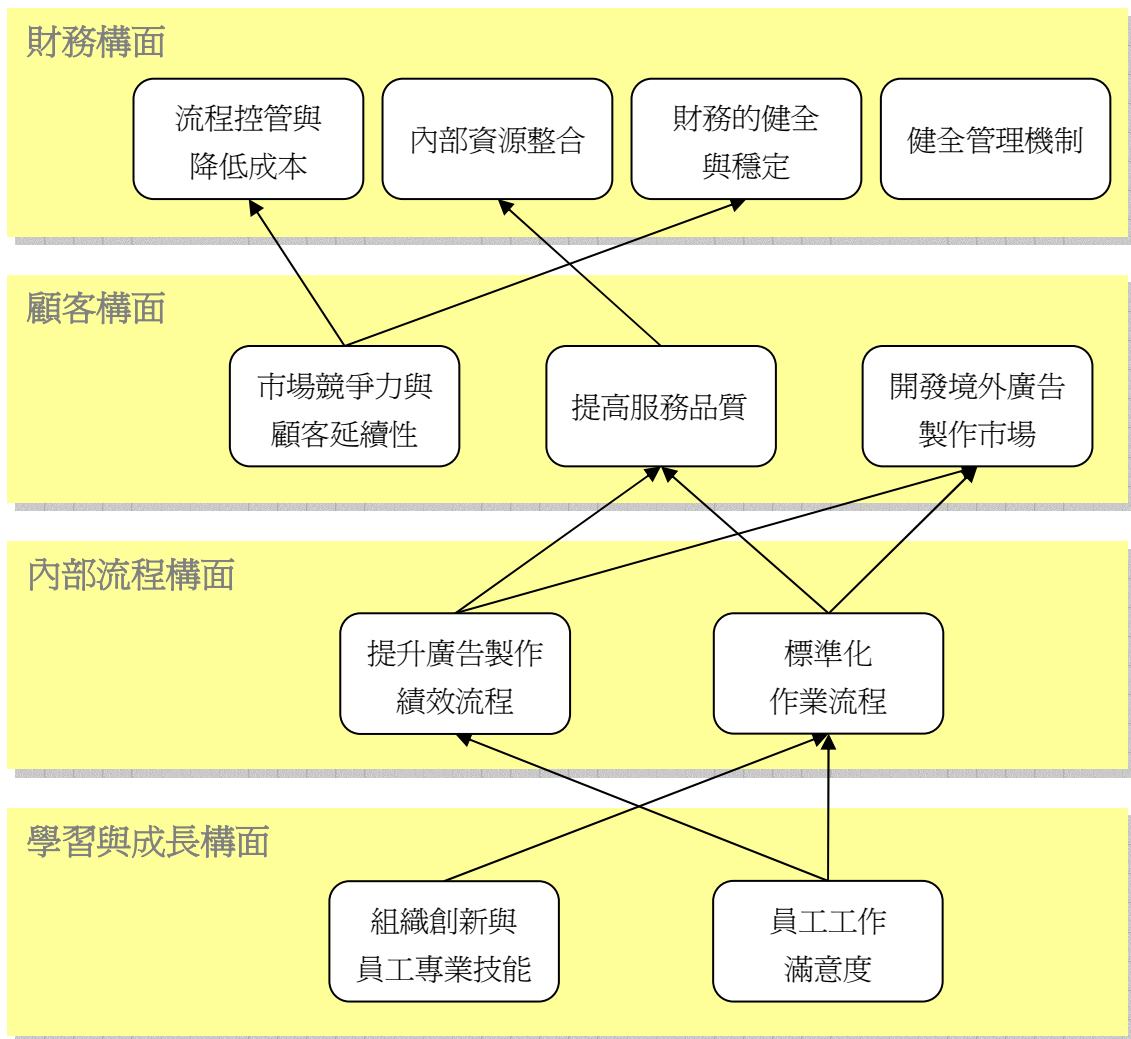 財務構面
流程控管與
降低成本
內部資源整合
財務的健全
與穩定
健全管理機制
顧客構面
市場競爭力與
顧客延續性
提高服務品質
開發境外廣告
製作市場
內部流程構面
提升廣告製作
績效流程
標準化
作業流程
學習與成長構面
組織創新與
員工專業技能
員工工作
滿意度